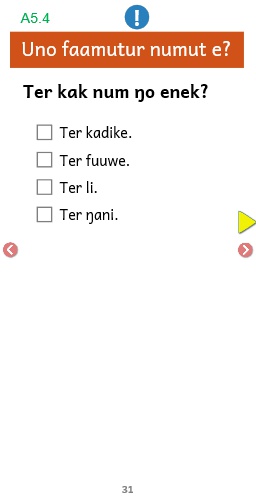 A5.4
!
Uno faamutur numut e?
Ter kak num ŋo enek?
Ter kadike.
Ter fuuwe.
Ter li.
Ter ŋani.
31